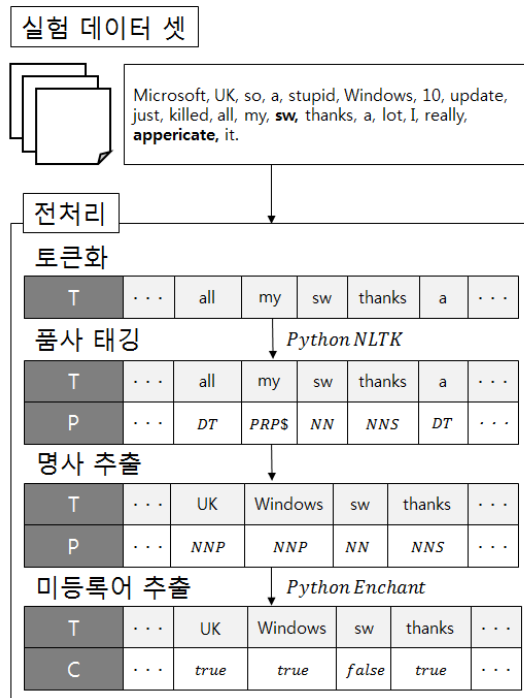 실험 데이터 셋
Microsoft, UK, so, a, stupid, Windows, 10, update,
just, killed, all, my, sw, thanks, a, lot, I, really,
appericate, it.
전처리
토큰화
T · · · all my sw thanks a · · ·
품사 태깅 Python NLTK
T · · · all my sw thanks a · · ·
P · · · DT PRP$ NN NNS DT · · ·
명사 추출
T · · · UK Windows sw thanks · · ·
P · · · NNP NNP NN NNS · · ·
미등록어 추출 Python Enchant
T · · · UK Windows sw thanks · · ·
C · · · true true false true · · ·